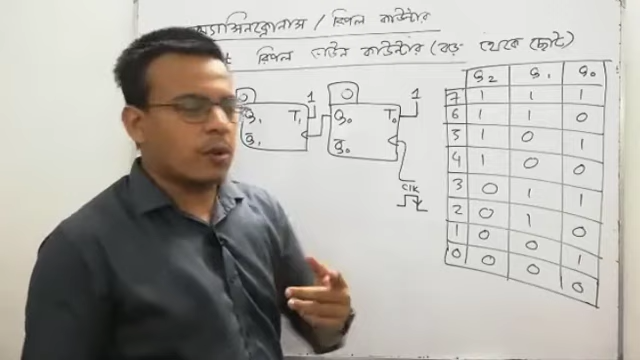 অ্যাসিনক্রোনাস / রিপল কাউন্টার
রিপল ডাউন কাউন্টার (বড় থেকে ছোট)
Q₂ Q₁ Q₀
7 1 1 1
6 1 1 0
5 1 0 1
4 1 0 0
3 0 1 1
2 0 1 0
1 0 0 1
0 0 0 0
0 1 0 1
Q₁ T₁ Q₀ T₀
Q̄₁ Q̄₀
CLK